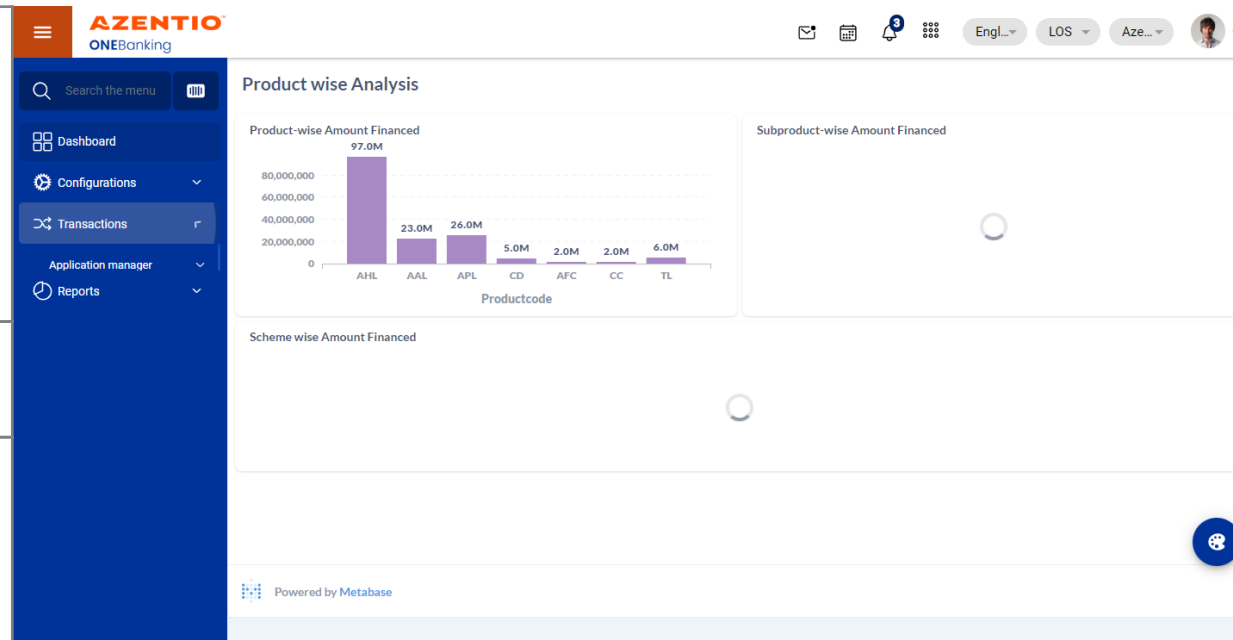 AZENTIO
ONEBanking
3
Engl...
LOS
Aze...
Search the menu
Dashboard
Configurations
Transactions
Application manager
Reports
Product wise Analysis
Product-wise Amount Financed
97.0M
80,000,000
60,000,000
40,000,000
20,000,000
0
23.0M
26.0M
5.0M
2.0M
2.0M
6.0M
AHL AAL APL CD AFC CC TL
Productcode
Subproduct-wise Amount Financed
Scheme wise Amount Financed
Powered by Metabase